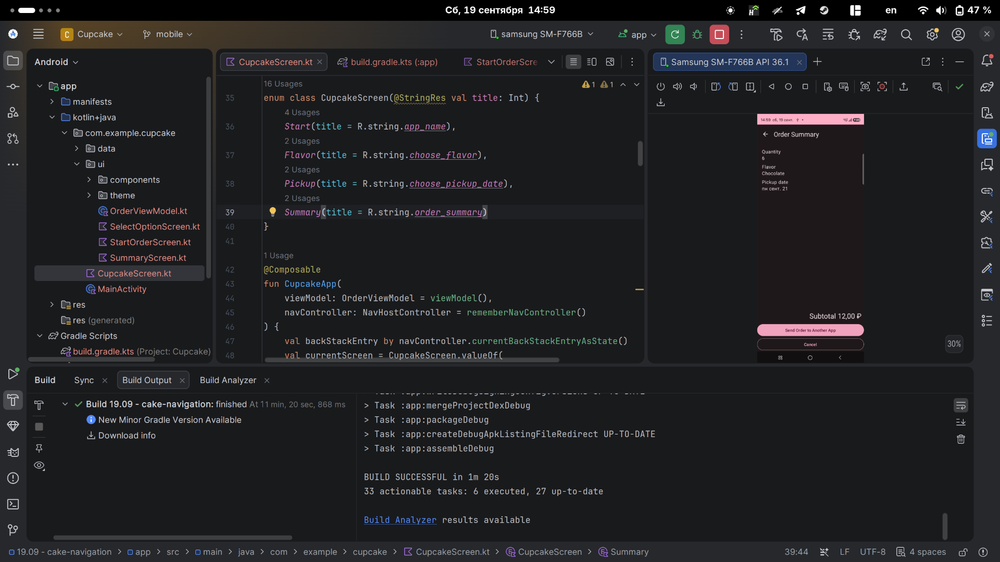 Сб, 19 сентября 14:59
en
47 %
C Cupcake
mobile
samsung SM-F766B
app
Android
app
manifests
kotlin+java
com.example.cupcake
data
ui
components
theme
OrderViewModel.kt
SelectOptionScreen.kt
StartOrderScreen.kt
SummaryScreen.kt
CupcakeScreen.kt
MainActivity
res
res (generated)
Gradle Scripts
build.gradle.kts (Project: Cupcake)
CupcakeScreen.kt
build.gradle.kts (:app)
StartOrderScre
16 Usages
1 1
35 enum class CupcakeScreen(@StringRes val title: Int) {
4 Usages
36 Start(title = R.string.app_name),
2 Usages
37 Flavor(title = R.string.choose_flavor),
2 Usages
38 Pickup(title = R.string.choose_pickup_date),
2 Usages
39 Summary(title = R.string.order_summary)
40 }
41
1 Usage
42 @Composable
43 fun CupcakeApp(
44 viewModel: OrderViewModel = viewModel(),
45 navController: NavHostController = rememberNavController()
46 ) {
47 val backStackEntry by navController.currentBackStackEntryAsState()
48 val currentScreen = CupcakeScreen.valueOf(
Samsung SM-F766B API 36.1
14:59 сб, 19 сент.
Order Summary
Quantity
6
Flavor
Chocolate
Pickup date
пн сент. 21
Subtotal 12,00 ₽
Send Order to Another App
Cancel
30%
Build
Sync
Build Output
Build Analyzer
Build 19.09 - cake-navigation: finished At 11 min, 20 sec, 868 ms
New Minor Gradle Version Available
Download info
> Task :app:mergeProjectDexDebug
> Task :app:packageDebug
> Task :app:createDebugApkListingFileRedirect UP-TO-DATE
> Task :app:assembleDebug
BUILD SUCCESSFUL in 1m 20s
33 actionable tasks: 6 executed, 27 up-to-date
Build Analyzer results available
19.09 - cake-navigation > app > src > main > java > com > example > cupcake > CupcakeScreen.kt > CupcakeScreen > Summary
39:44 LF UTF-8 4 spaces